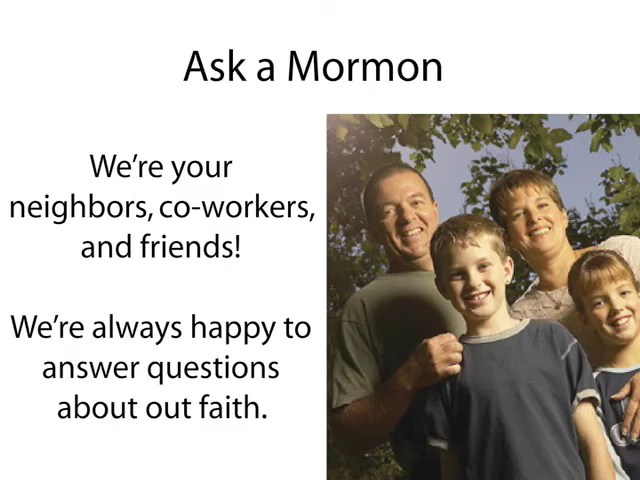 Ask a Mormon
We're your
neighbors, co-workers,
and friends!
We're always happy to
answer questions
about out faith.